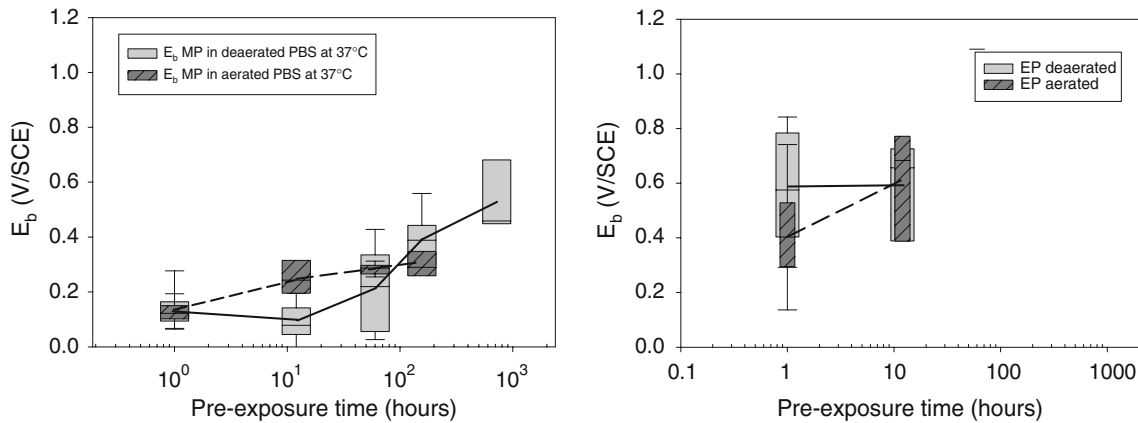 1.2
1.0
0.8
0.6
0.4
0.2
0.0
E_b (V/SCE)
E_b MP in deaerated PBS at 37°C
E_b MP in aerated PBS at 37°C
10^0
10^1
10^2
10^3
Pre-exposure time (hours)
1.2
1.0
0.8
0.6
0.4
0.2
0.0
E_b (V/SCE)
EP deaerated
EP aerated
0.1
1
10
100
1000
Pre-exposure time (hours)